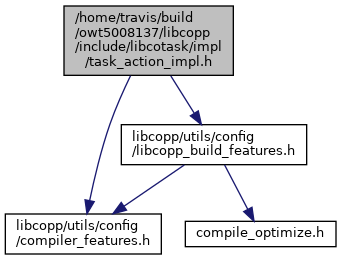 /home/travis/build
/owt5008137/libcopp
/include/libcotask/impl
/task_action_impl.h
libcopp/utils/config
/libcopp_build_features.h
libcopp/utils/config
/compiler_features.h
compile_optimize.h